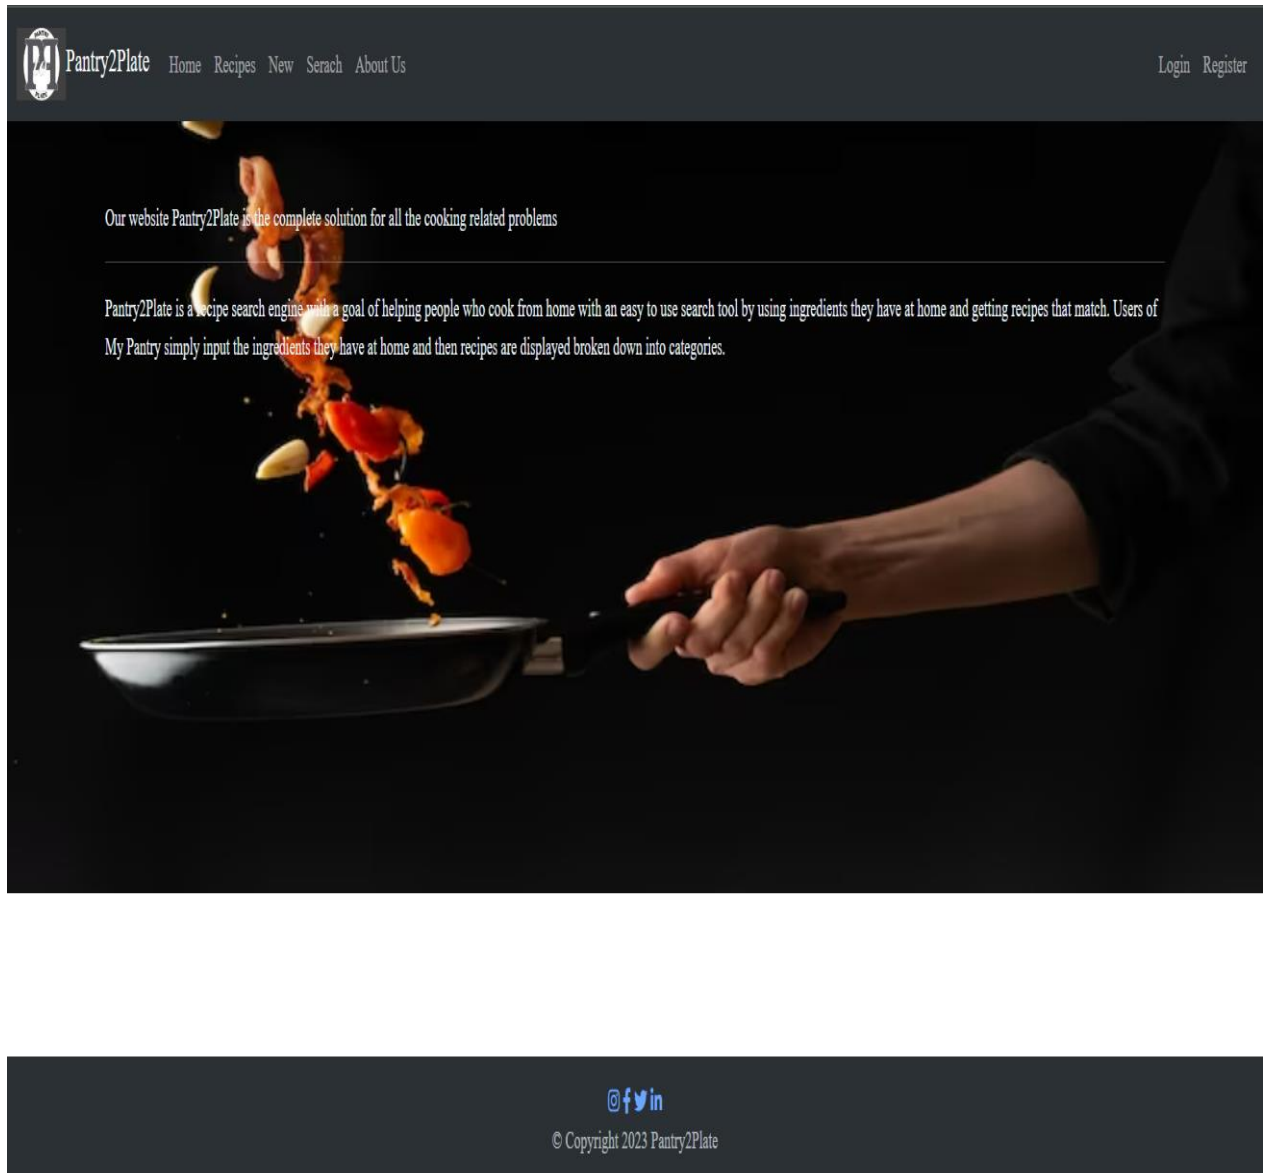 Pantry2Plate Home Recipes New Serach About Us Login Register
Our website Pantry2Plate is the complete solution for all the cooking related problems
Pantry2Plate is a recipe search engine with a goal of helping people who cook from home with an easy to use search tool by using ingredients they have at home and getting recipes that match. Users of
My Pantry simply input the ingredients they have at home and then recipes are displayed broken down into categories.
© Copyright 2023 Pantry2Plate